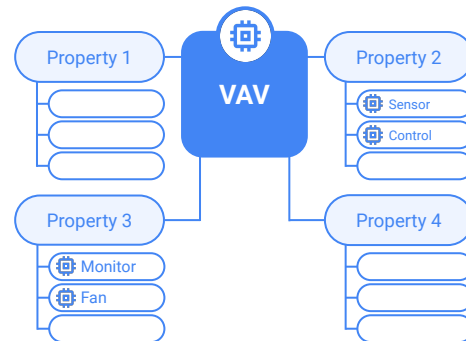 Property 1
VAV
Property 2
Sensor
Control
Property 3
Monitor
Fan
Property 4